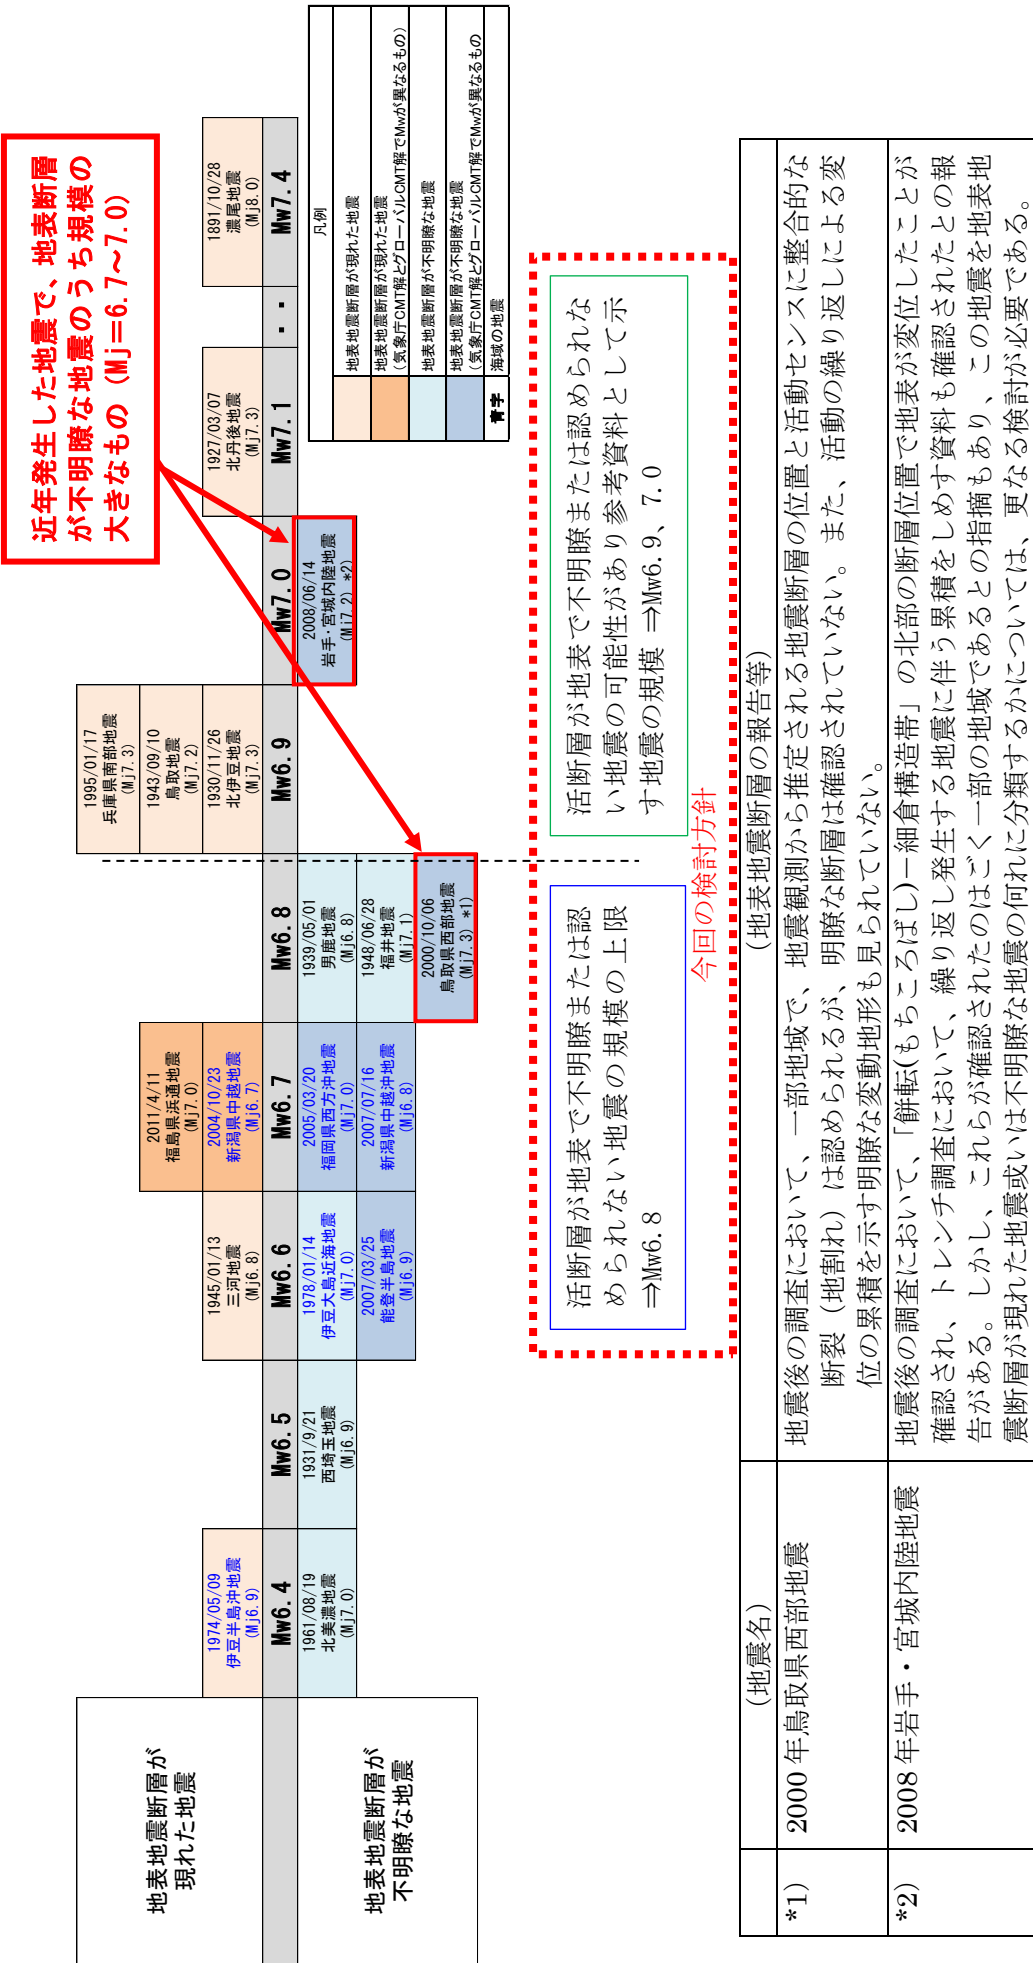 近年発生した地震で、地表断層
が不明瞭な地震のうち規模の
大きなもの（Mj＝6.7～7.0）
地表地震断層が
現れた地震
1974/05/09
伊豆半島沖地震
(Mj6.9)
1945/01/13
三河地震
(Mj6.8)
2011/4/11
福島県浜通地震
(Mj7.0)
2004/10/23
新潟県中越地震
(Mj6.7)
1995/01/17
兵庫県南部地震
(Mj7.3)
1943/09/10
鳥取地震
(Mj7.2)
1930/11/26
北伊豆地震
(Mj7.3)
1927/03/07
北丹後地震
(Mj7.3)
1891/10/28
濃尾地震
(Mj8.0)
Mw6.4 Mw6.5 Mw6.6 Mw6.7 Mw6.8 Mw6.9 Mw7.0 Mw7.1 ・・ Mw7.4
地表地震断層が
不明瞭な地震
1961/08/19
北美濃地震
(Mj7.0)
1931/9/21
西埼玉地震
(Mj6.9)
1978/01/14
伊豆大島近海地震
(Mj7.0)
2007/03/25
能登半島地震
(Mj6.9)
2005/03/20
福岡県西方沖地震
(Mj7.0)
2007/07/16
新潟県中越沖地震
(Mj6.8)
1939/05/01
男鹿地震
(Mj6.8)
1948/06/28
福井地震
(Mj7.1)
2000/10/06
鳥取県西部地震
(Mj7.3) *1)
2008/06/14
岩手・宮城内陸地震
(Mj7.2) *2)
凡例
地表地震断層が現れた地震
地表地震断層が現れた地震
(気象庁CMT解とグローバルCMT解でMwが異なるもの)
地表地震断層が不明瞭な地震
地表地震断層が不明瞭な地震
(気象庁CMT解とグローバルCMT解でMwが異なるもの
青字 海域の地震
活断層が地表で不明瞭または認
められない地震の規模の上限
⇒Mw6.8
活断層が地表で不明瞭または認められな
い地震の可能性があり参考資料として示
す地震の規模 ⇒Mw6.9、7.0
今回の検討方針
(地震名) (地表地震断層の報告等)
*1) 2000 年鳥取県西部地震 地震後の調査において、一部地域で、地震観測から推定される地震断層の位置と活動センスに整合的な
断裂（地割れ）は認められるが、明瞭な断層は確認されていない。また、活動の繰り返しによる変
位の累積を示す明瞭な変動地形も見られていない。
*2) 2008 年岩手・宮城内陸地震 地震後の調査において、「餅転(もちころばし)－細倉構造帯」の北部の断層位置で地表が変位したことが
確認され、トレンチ調査において、繰り返し発生する地震に伴う累積をしめす資料も確認されたとの報
告がある。しかし、これらが確認されたのはごく一部の地域であるとの指摘もあり、この地震を地表地
震断層が現れた地震或いは不明瞭な地震の何れに分類するかについては、更なる検討が必要である。